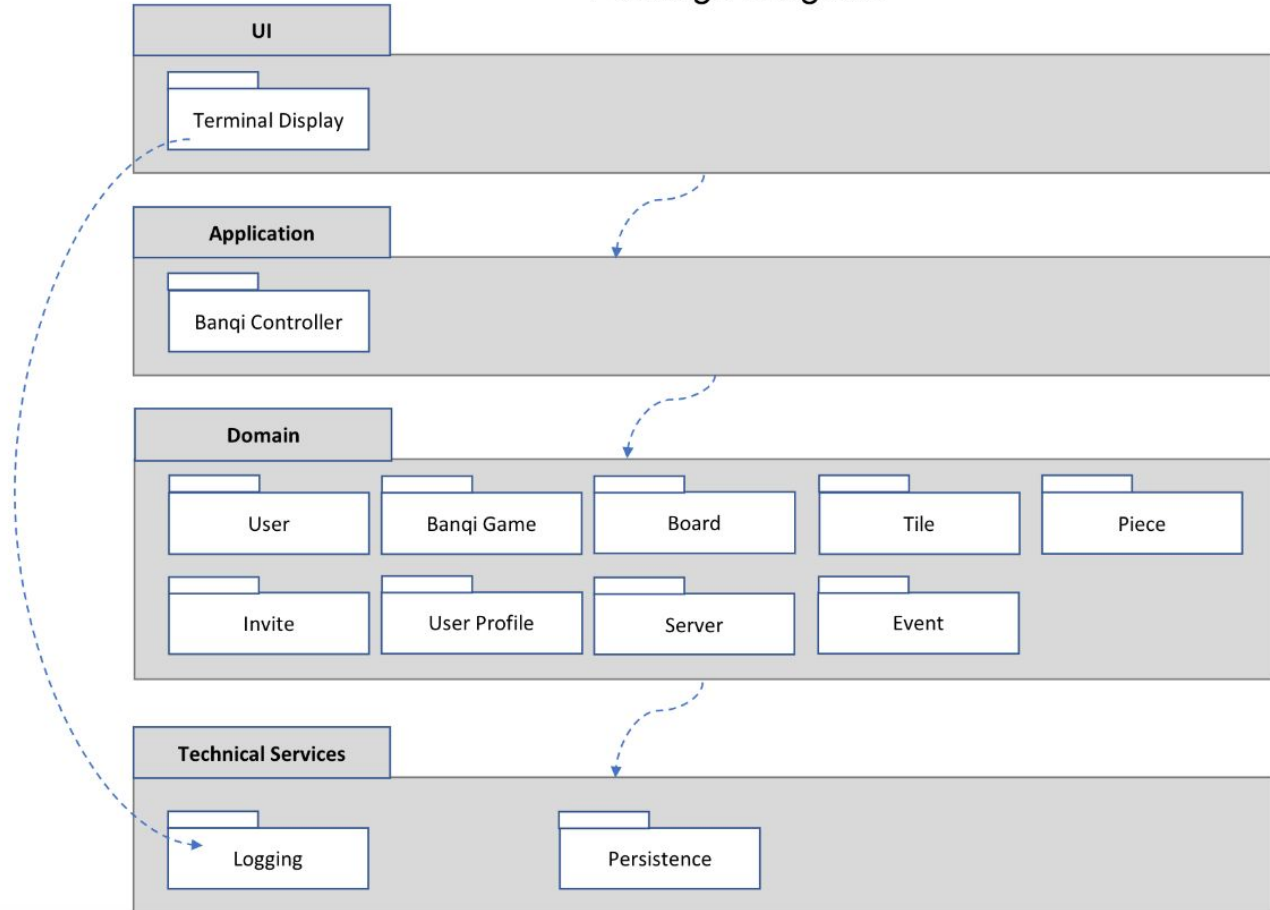 UI
Terminal Display
Application
Banqi Controller
Domain
User
Banqi Game
Board
Tile
Piece
Invite
User Profile
Server
Event
Technical Services
Logging
Persistence